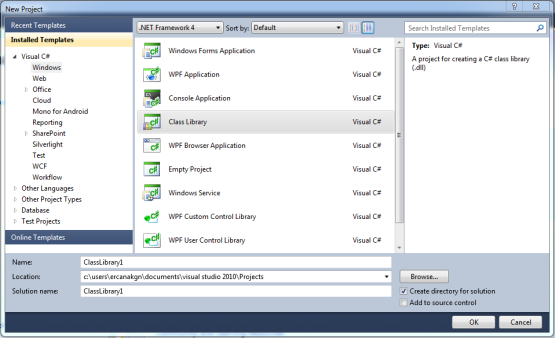 New Project
Recent Templates
.NET Framework 4
Sort by: Default
Search Installed Templates
Installed Templates
Visual C#
Windows
Web
Office
Cloud
Mono for Android
Reporting
SharePoint
Silverlight
Test
WCF
Workflow
Other Languages
Other Project Types
Database
Test Projects
Online Templates
Windows Forms Application Visual C#
WPF Application Visual C#
Console Application Visual C#
Class Library Visual C#
WPF Browser Application Visual C#
Empty Project Visual C#
Windows Service Visual C#
WPF Custom Control Library Visual C#
WPF User Control Library Visual C#
Type: Visual C#
A project for creating a C# class library
(.dll)
Name: ClassLibrary1
Location: c:\users\ercanakgn\documents\visual studio 2010\Projects
Browse...
Solution name: ClassLibrary1
Create directory for solution
Add to source control
OK
Cancel